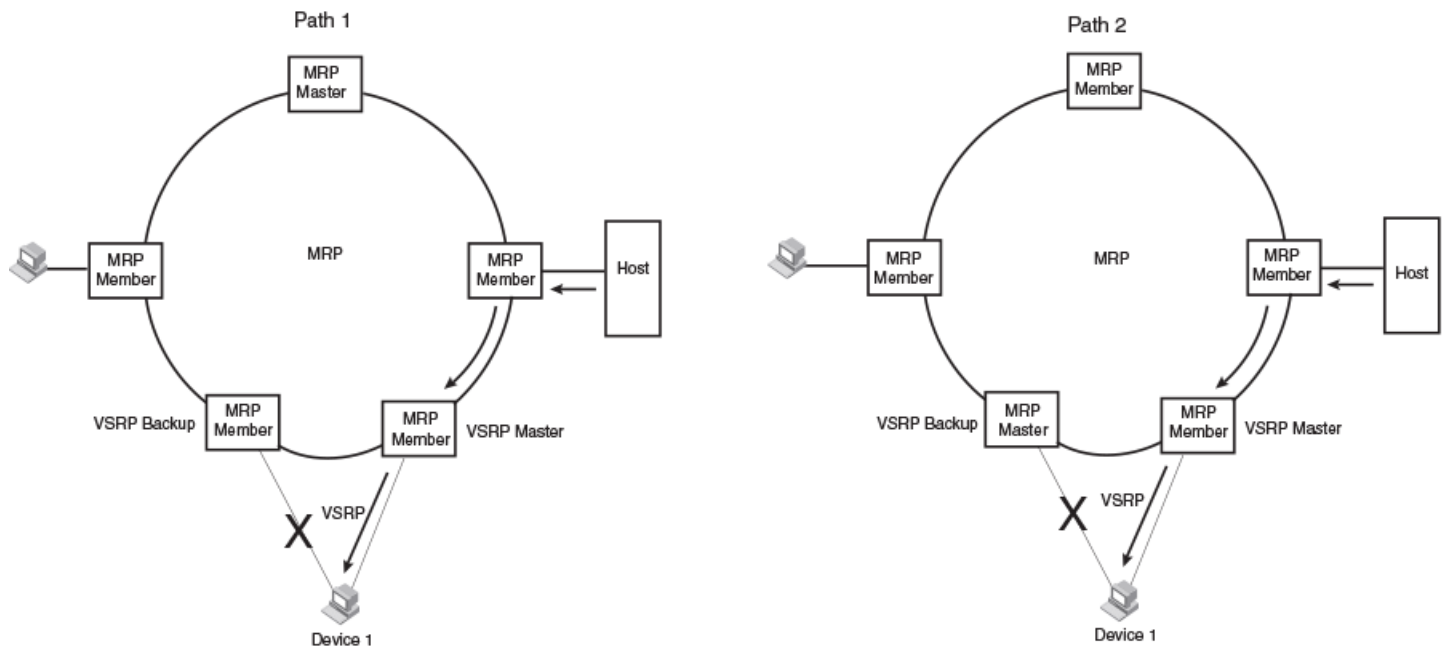 Path 1
MRP
Master
MRP
Member
MRP
MRP
Member
Host
VSRP Backup
MRP
Member
MRP
Member
VSRP Master
VSRP
X
Device 1
Path 2
MRP
Member
MRP
Member
MRP
MRP
Member
Host
VSRP Backup
MRP
Master
MRP
Member
VSRP Master
VSRP
X
Device 1